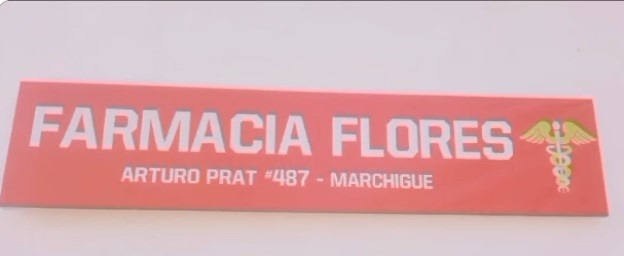 FARMACIA FLORES
ARTURO PRAT #487 - MARCHIGUE